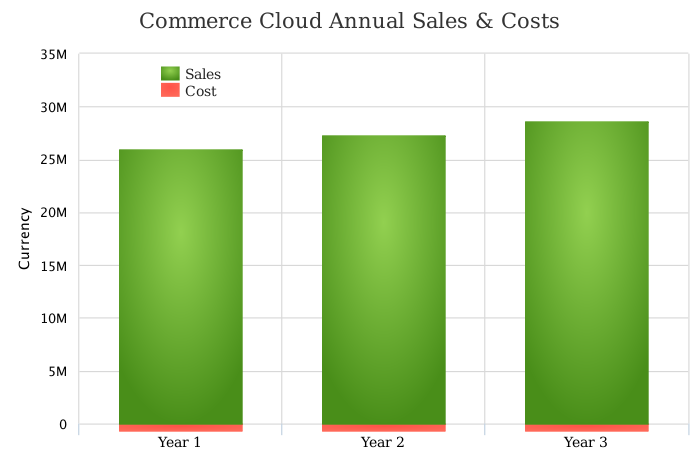 Commerce Cloud Annual Sales & Costs
35M
Sales
Cost
30M
25M
20M
Currency
15M
10M
5M
0
Year 1 Year 2 Year 3